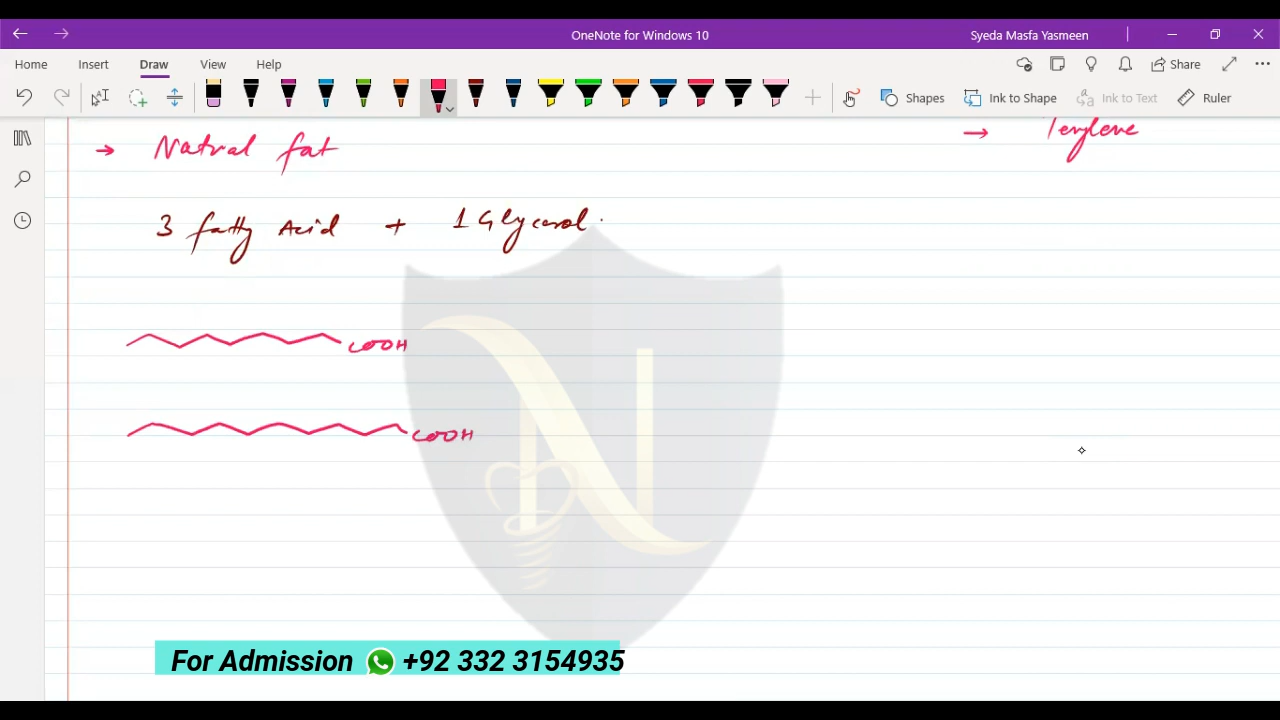 OneNote for Windows 10
Syeda Masfa Yasmeen
Home Insert Draw View Help
Share
Shapes
Ink to Shape
Ink to Text
Ruler
→ Natural fat
→ Terylene
3 fatty Acid + 1 Glycerol.
COOH
COOH
For Admission +92 332 3154935